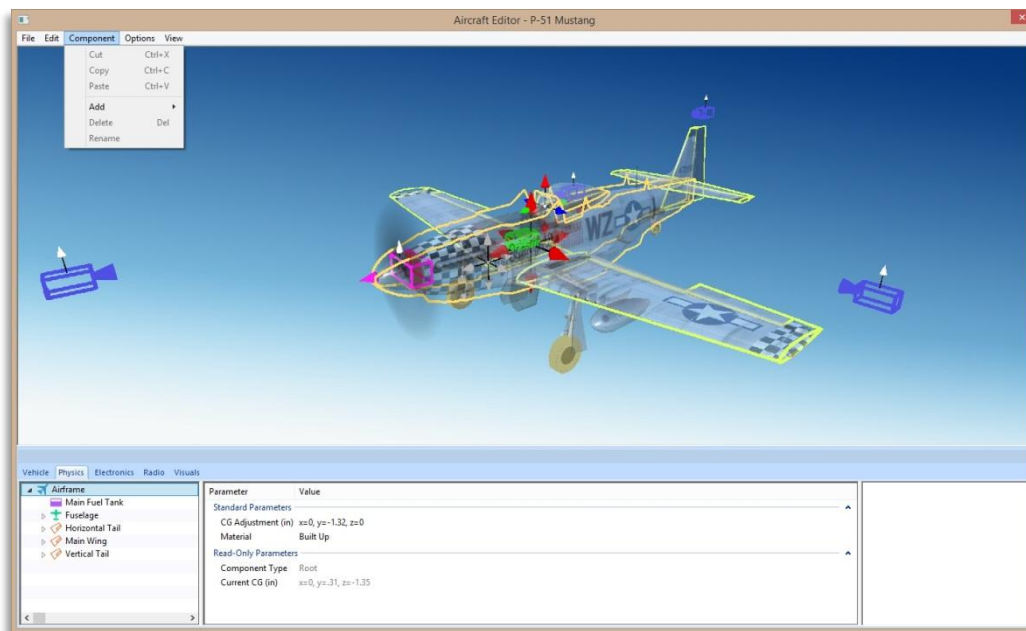 Aircraft Editor - P-51 Mustang
File Edit Component Options View
Cut Ctrl+X
Copy Ctrl+C
Paste Ctrl+V
Add
Delete Del
Rename
WZ
Vehicle Physics Electronics Radio Visuals
Airframe
Main Fuel Tank
Fuselage
Horizontal Tail
Main Wing
Vertical Tail
Parameter Value
Standard Parameters
CG Adjustment (in) x=0, y=-1.32, z=0
Material Built Up
Read-Only Parameters
Component Type Root
Current CG (in) x=0, y=.31, z=-1.35